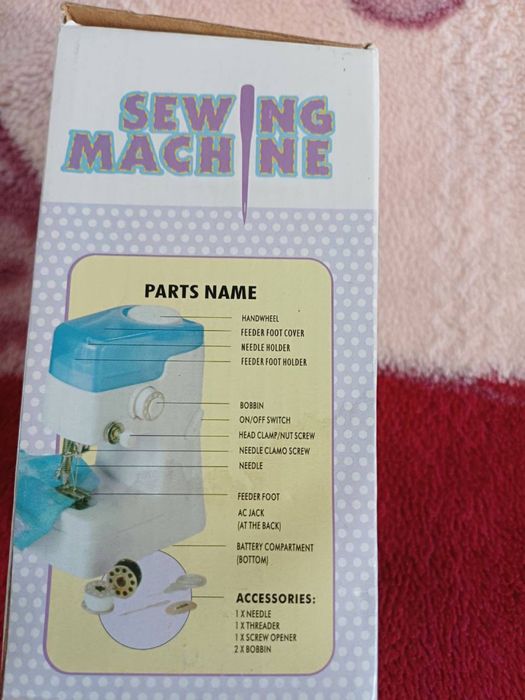 SEWING
MACHINE
PARTS NAME
HANDWHEEL
FEEDER FOOT COVER
NEEDLE HOLDER
FEEDER FOOT HOLDER
BOBBIN
ON/OFF SWITCH
HEAD CLAMP/NUT SCREW
NEEDLE CLAMO SCREW
NEEDLE
FEEDER FOOT
AC JACK
(AT THE BACK)
BATTERY COMPARTMENT
(BOTTOM)
ACCESSORIES:
1 X NEEDLE
1 X THREADER
1 X SCREW OPENER
2 X BOBBIN